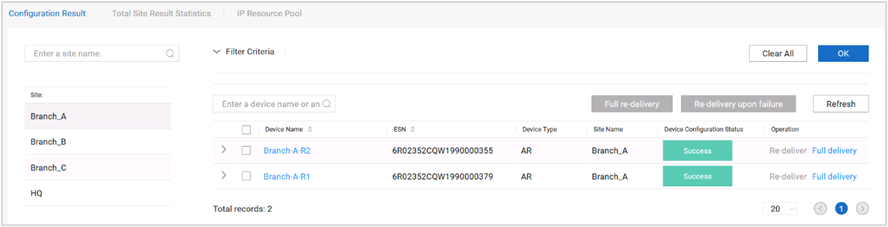 Configuration Result Total Site Result Statistics IP Resource Pool
Enter a site name.
Filter Criteria
Clear All OK
Site:
Branch_A
Branch_B
Branch_C
HQ
Enter a device name or an
Full re-delivery Re-delivery upon failure Refresh
Device Name ESN Device Type Site Name Device Configuration Status Operation
Branch-A-R2 6R02352CQW1990000355 AR Branch_A Success Re-deliver Full delivery
Branch-A-R1 6R02352CQW1990000379 AR Branch_A Success Re-deliver Full delivery
Total records: 2
20 1